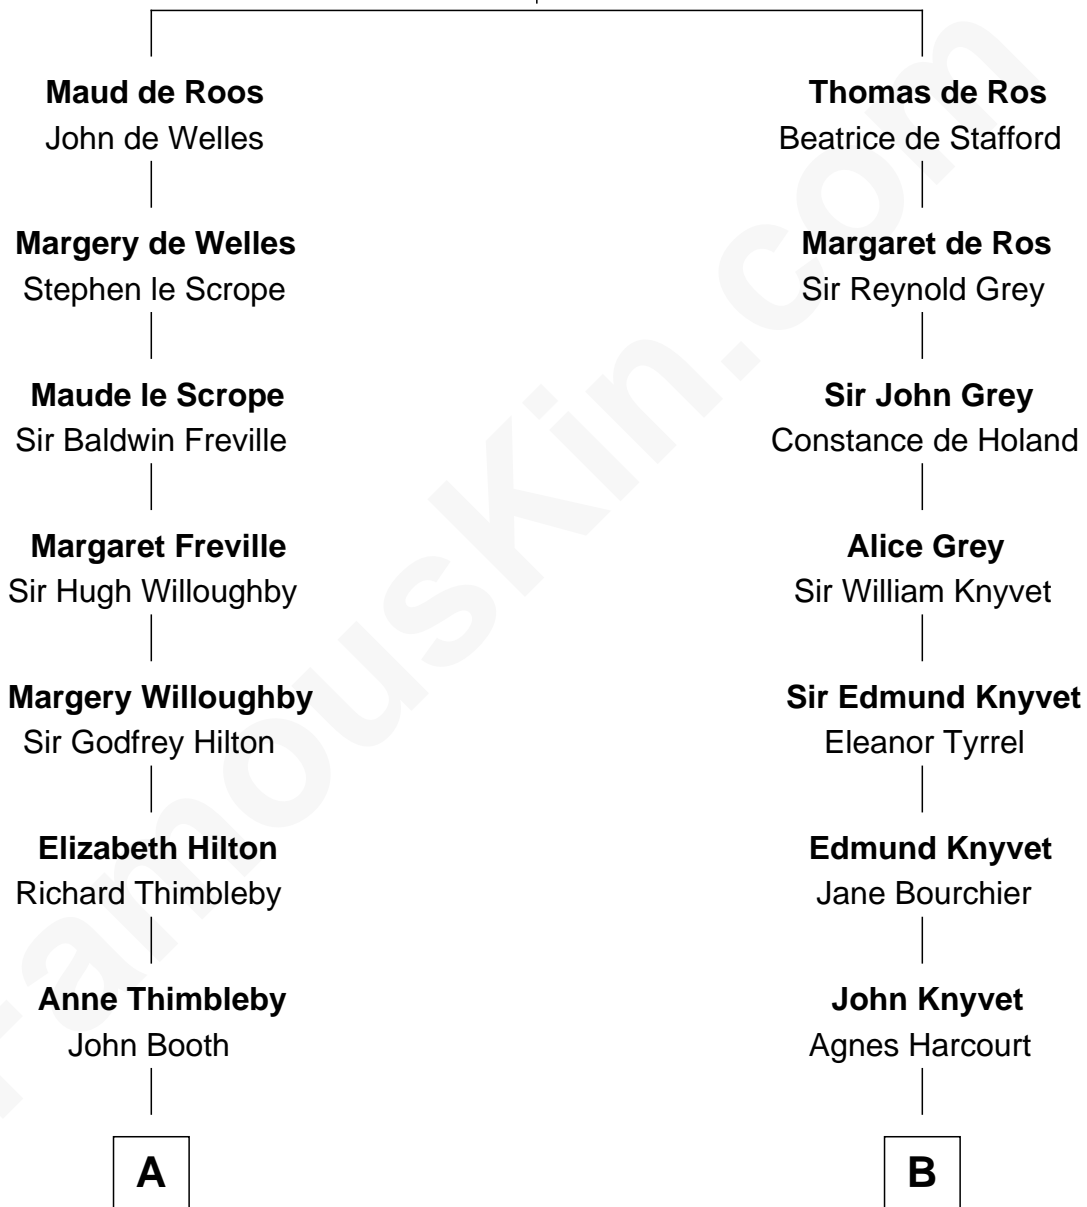 Maud de Roos
John de Welles
Thomas de Ros
Beatrice de Stafford
Margery de Welles
Stephen le Scrope
Margaret de Ros
Sir Reynold Grey
Maude le Scrope
Sir Baldwin Freville
Sir John Grey
Constance de Holand
Margaret Freville
Sir Hugh Willoughby
Alice Grey
Sir William Knyvet
Margery Willoughby
Sir Godfrey Hilton
Sir Edmund Knyvet
Eleanor Tyrrel
Elizabeth Hilton
Richard Thimbleby
Edmund Knyvet
Jane Bourchier
Anne Thimbleby
John Booth
John Knyvet
Agnes Harcourt
A
B
FamousKin.com